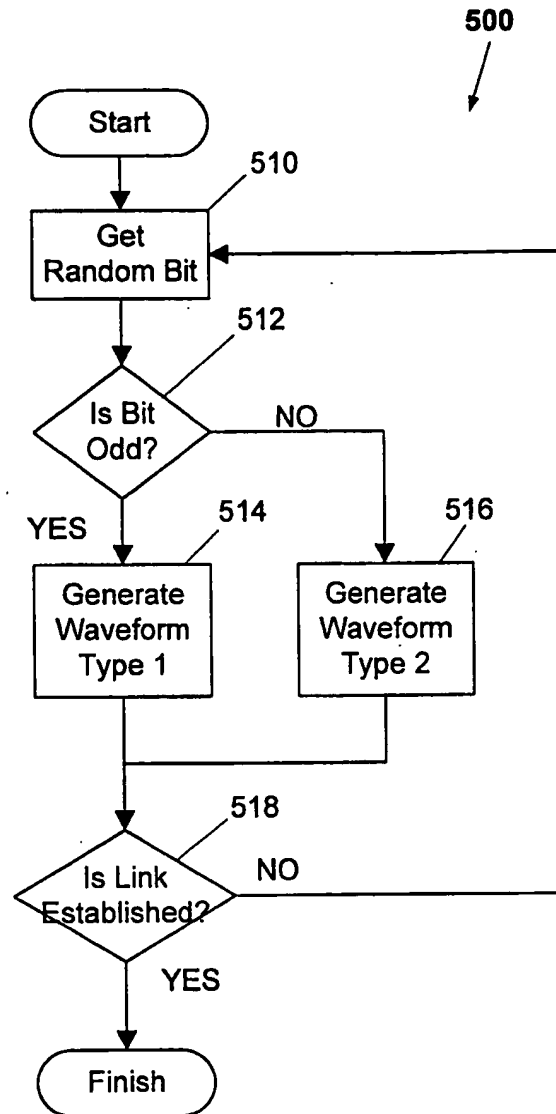 500
Start
510
Get
Random Bit
512
Is Bit
Odd?
NO
YES
514
516
Generate
Waveform
Type 1
Generate
Waveform
Type 2
518
Is Link
Established?
NO
YES
Finish